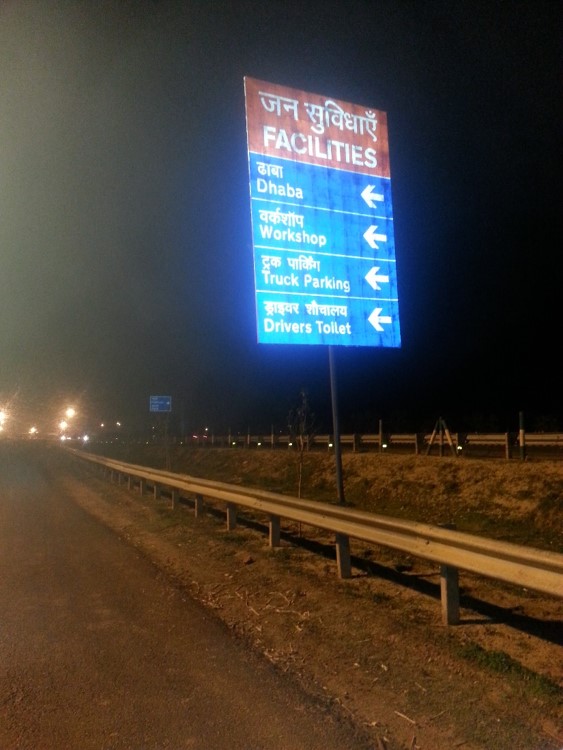 जन सुविधाएँ
FACILITIES
ढाबा
Dhaba
वर्कशॉप
Workshop
ट्रक पार्किंग
Truck Parking
ड्राइवर शौचालय
Drivers Toilet